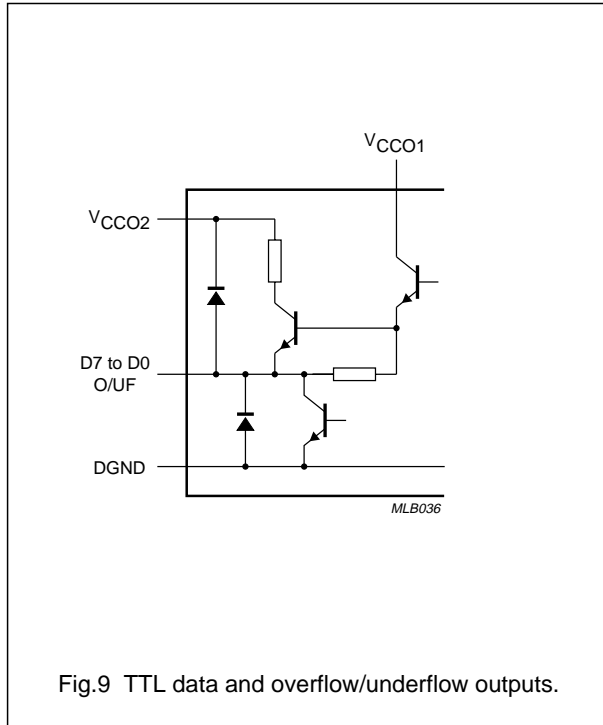 VCCO1
VCCO2
D7 to D0
O/UF
DGND
MLB036
Fig.9 TTL data and overflow/underflow outputs.